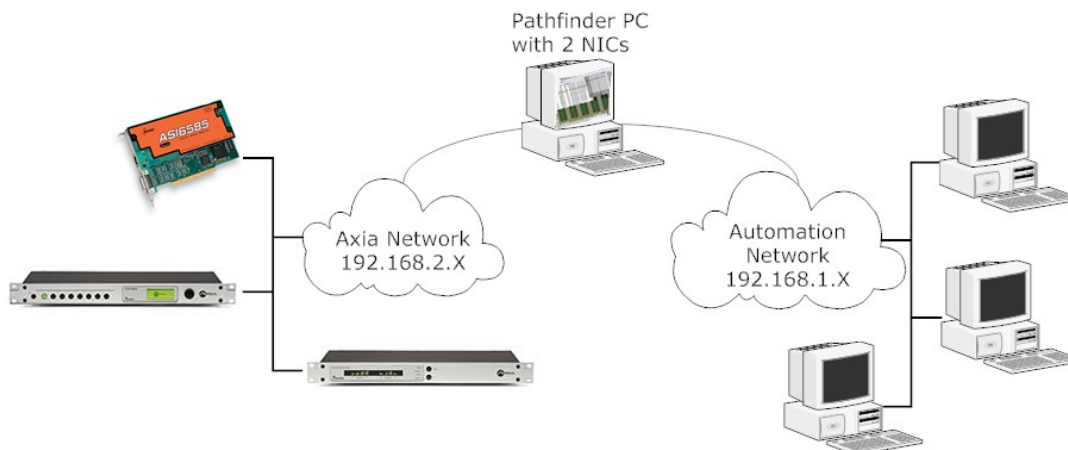 Pathfinder PC
with 2 NICs
ASI6585
Axia Network
192.168.2.X
Automation
Network
192.168.1.X